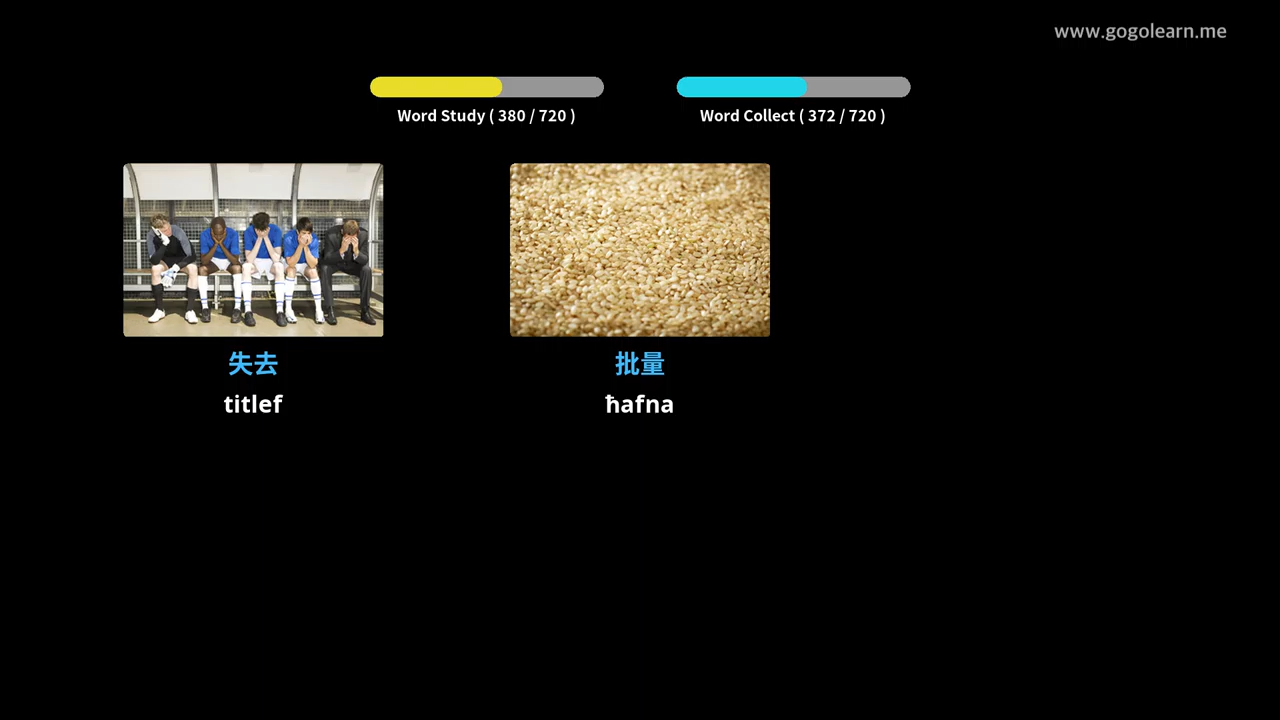 www.gogolearn.me
Word Study ( 380 / 720 )
Word Collect ( 372 / 720 )
失去
批量
titlef
ħafna